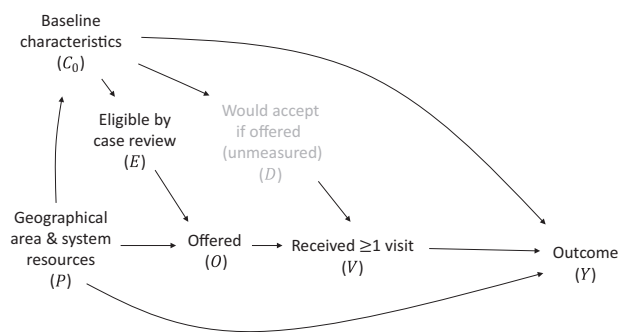 Baseline
characteristics
(C₀)
Would accept
if offered
(unmeasured)
(D)
Eligible by
case review
(E)
Geographical
area & system
resources
(P)
Offered
(O)
Received ≥1 visit
(V)
Outcome
(Y)